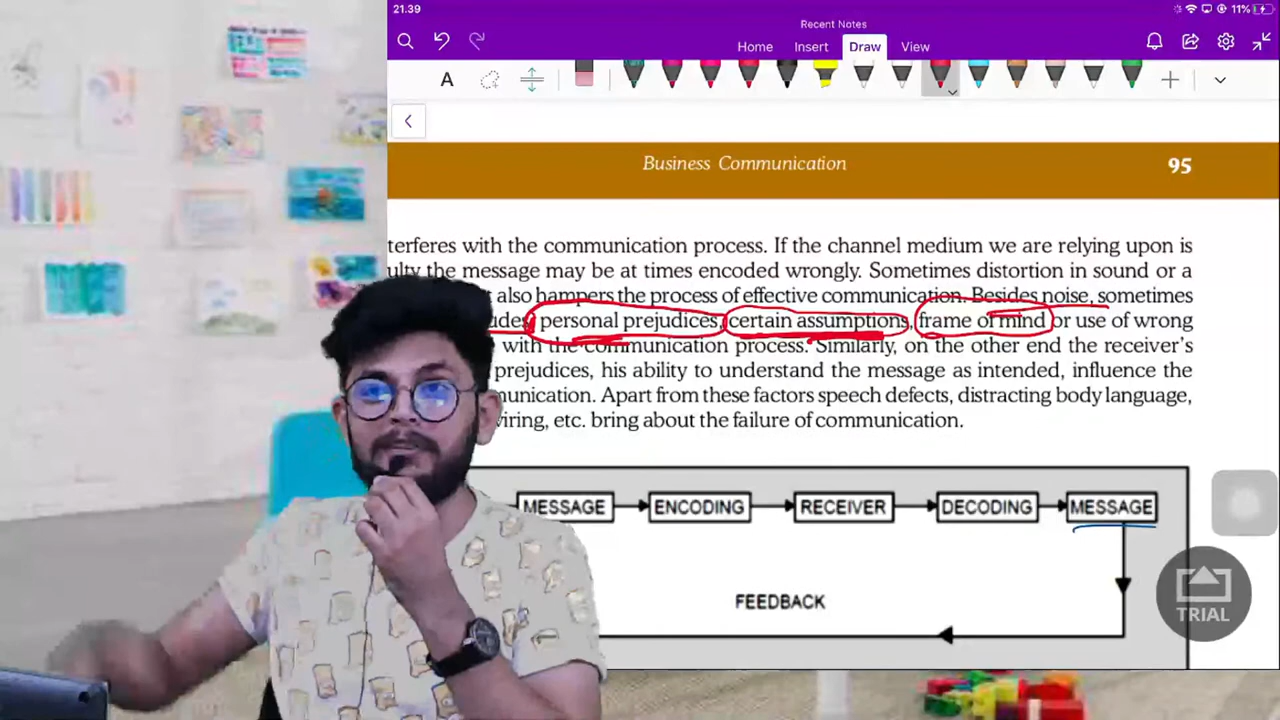 21.39
Recent Notes
11%
Home Insert Draw View
A
Business Communication 95
terferes with the communication process. If the channel medium we are relying upon is
ulty the message may be at times encoded wrongly. Sometimes distortion in sound or a
also hampers the process of effective communication. Besides noise, sometimes
udes, personal prejudices, certain assumptions, frame of mind or use of wrong
with the communication process. Similarly, on the other end the receiver's
prejudices, his ability to understand the message as intended, influence the
munication. Apart from these factors speech defects, distracting body language,
wiring, etc. bring about the failure of communication.
MESSAGE ENCODING RECEIVER DECODING MESSAGE
FEEDBACK
TRIAL